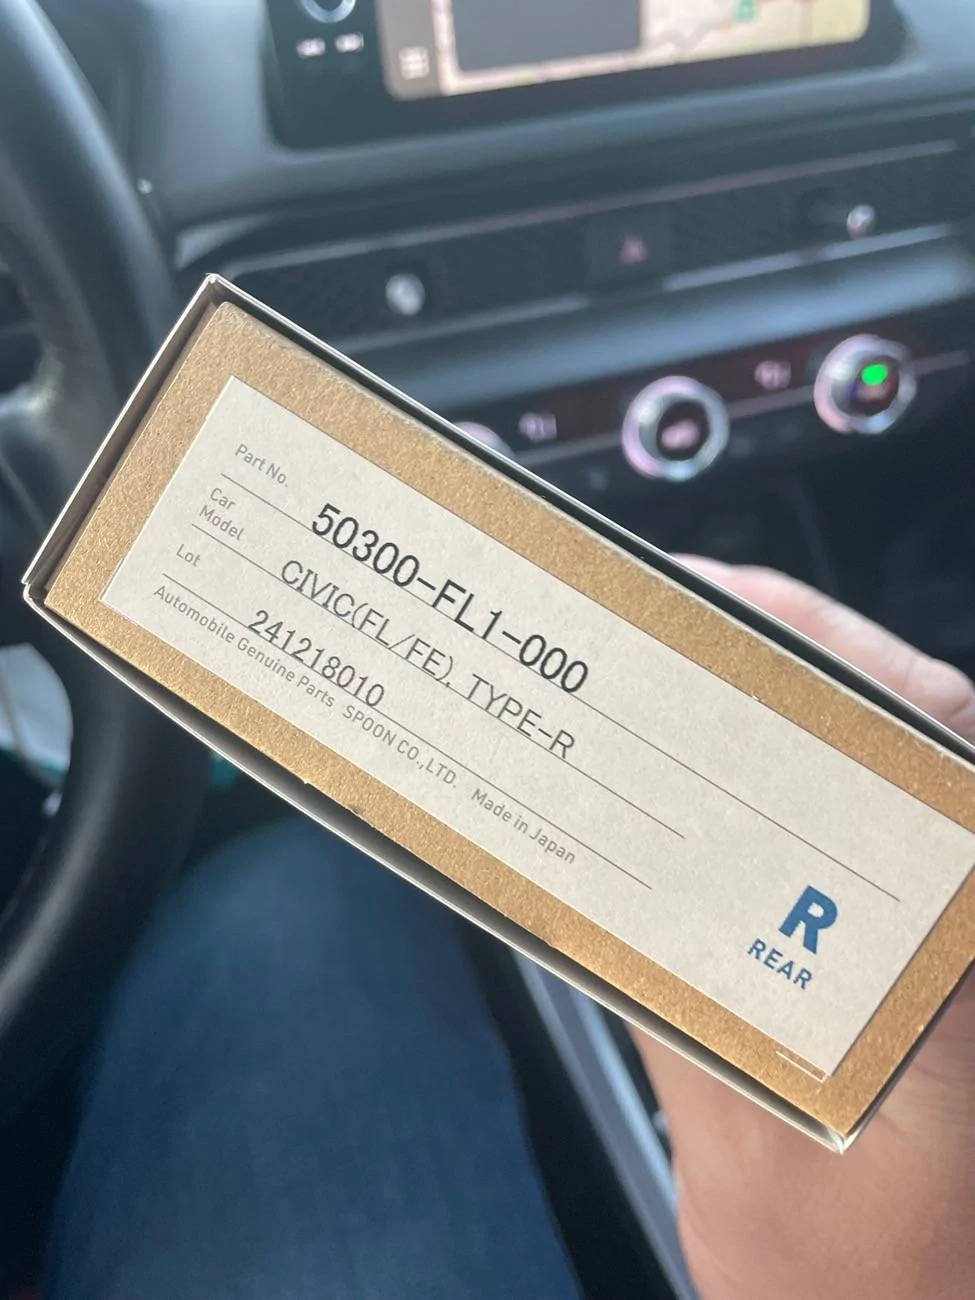 Part No. 50300-FL1-000
Car Model CIVIC(FL/FE), TYPE-R
Lot 241218010
Automobile Genuine Parts SPOON CO.,LTD. Made in Japan
R
REAR